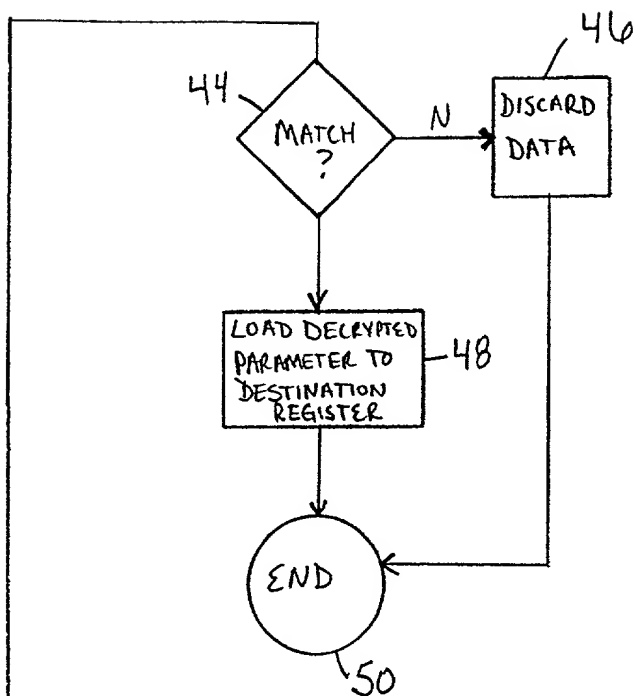 46
44
MATCH
?
N
DISCARD
DATA
LOAD DECRYPTED
PARAMETER TO
DESTINATION
REGISTER
48
END
50